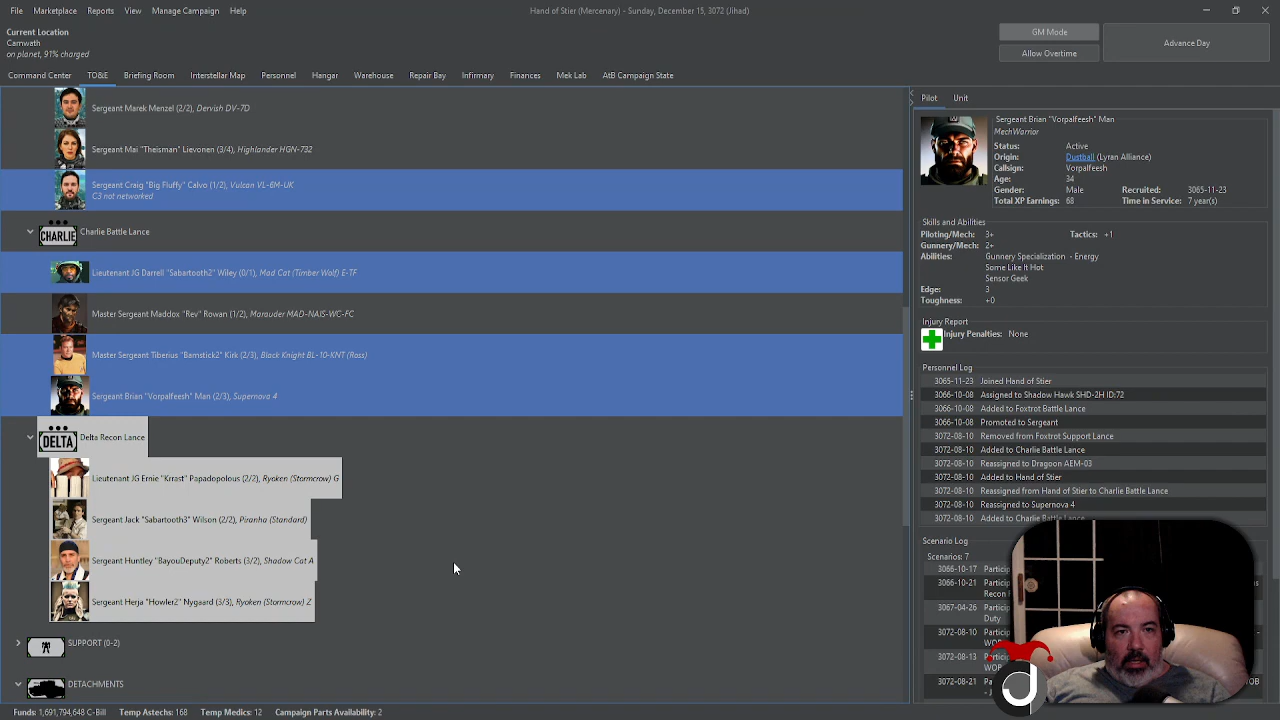 File Marketplace Reports View Manage Campaign Help
Hand of Stier (Mercenary) - Sunday, December 15, 3072 (Jihad)
Current Location
Carnwath
on planet, 91% charged
GM Mode
Allow Overtime
Advance Day
Command Center TO&E Briefing Room Interstellar Map Personnel Hangar Warehouse Repair Bay Infirmary Finances Mek Lab AtB Campaign State
Sergeant Marek Menzel (2/2), Dervish DV-7D
Sergeant Mai "Theisman" Lievonen (3/4), Highlander HGN-732
Sergeant Craig "Big Fluffy" Calvo (1/2), Vulcan VL-6M-UK
C3 not networked
CHARLIE Charlie Battle Lance
Lieutenant JG Darrell "Sabartooth2" Wiley (0/1), Mad Cat (Timber Wolf) E-TF
Master Sergeant Maddox "Rev" Rowan (1/2), Marauder MAD-NAIS-WC-FC
Master Sergeant Tiberius "Bamstick2" Kirk (2/3), Black Knight BL-10-KNT (Ross)
Sergeant Brian "Vorpalfeesh" Man (2/3), Supernova 4
DELTA Delta Recon Lance
Lieutenant JG Ernie "Krrast" Papadopolous (2/2), Ryoken (Stormcrow) G
Sergeant Jack "Sabartooth3" Wilson (2/2), Piranha (Standard)
Sergeant Huntley "BayouDeputy2" Roberts (3/2), Shadow Cat A
Sergeant Herja "Howler2" Nygaard (3/3), Ryoken (Stormcrow) Z
SUPPORT (0-2)
DETACHMENTS
Pilot Unit
Sergeant Brian "Vorpalfeesh" Man
MechWarrior
Status: Active
Origin: Dustball (Lyran Alliance)
Callsign: Vorpalfeesh
Age: 34
Gender: Male Recruited: 3065-11-23
Total XP Earnings: 68 Time in Service: 7 year(s)
Skills and Abilities
Piloting/Mech: 3+ Tactics: +1
Gunnery/Mech: 2+
Abilities: Gunnery Specialization - Energy
Some Like It Hot
Sensor Geek
Edge: 3
Toughness: +0
Injury Report
Injury Penalties: None
Personnel Log
3065-11-23 Joined Hand of Stier
3066-10-08 Assigned to Shadow Hawk SHD-2H ID:72
3066-10-08 Added to Foxtrot Battle Lance
3066-10-08 Promoted to Sergeant
3072-08-10 Removed from Foxtrot Support Lance
3072-08-10 Added to Charlie Battle Lance
3072-08-10 Reassigned to Dragoon AEM-03
3072-08-10 Added to Hand of Stier
3072-08-10 Reassigned from Hand of Stier to Charlie Battle Lance
3072-08-10 Reassigned to Supernova 4
3072-08-10 Added to Charlie Battle Lance
Scenario Log
Scenarios: 7
3066-10-17 Partici
3066-10-21 Partici
Recon
3067-04-26 Partici
Duty
3072-08-10 Partici
WOB
3072-08-13 Partici
WOB
3072-08-21 Partici
Funds: 1,691,794,648 C-Bill Temp Astechs: 168 Temp Medics: 12 Campaign Parts Availability: 2